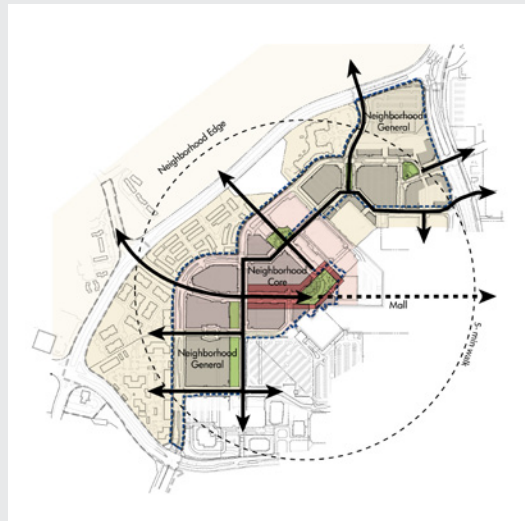 Neighborhood
General
Neighborhood Edge
Neighborhood
Core
Mall
5-min walk
Neighborhood
General